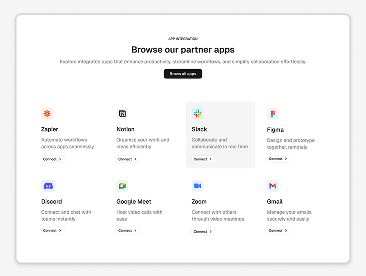 APP INTEGRATION
Browse our partner apps
Explore integrated apps that enhance productivity, streamline workflows, and simplify collaboration effortlessly.
Brows all apps
Zapier
Automate workflows
across apps seamlessly
Connect >
Notion
Organize your work and
ideas efficiently
Connect >
Slack
Collaborate and
communicate in real time
Connect >
Figma
Design and prototype
together, remotely
Connect >
Discord
Connect and chat with
teams instantly
Connect >
Google Meet
Host video calls with
ease
Connect >
Zoom
Connect with others
through video meetings
Connect >
Gmail
Manage your emails
securely and easily
Connect >